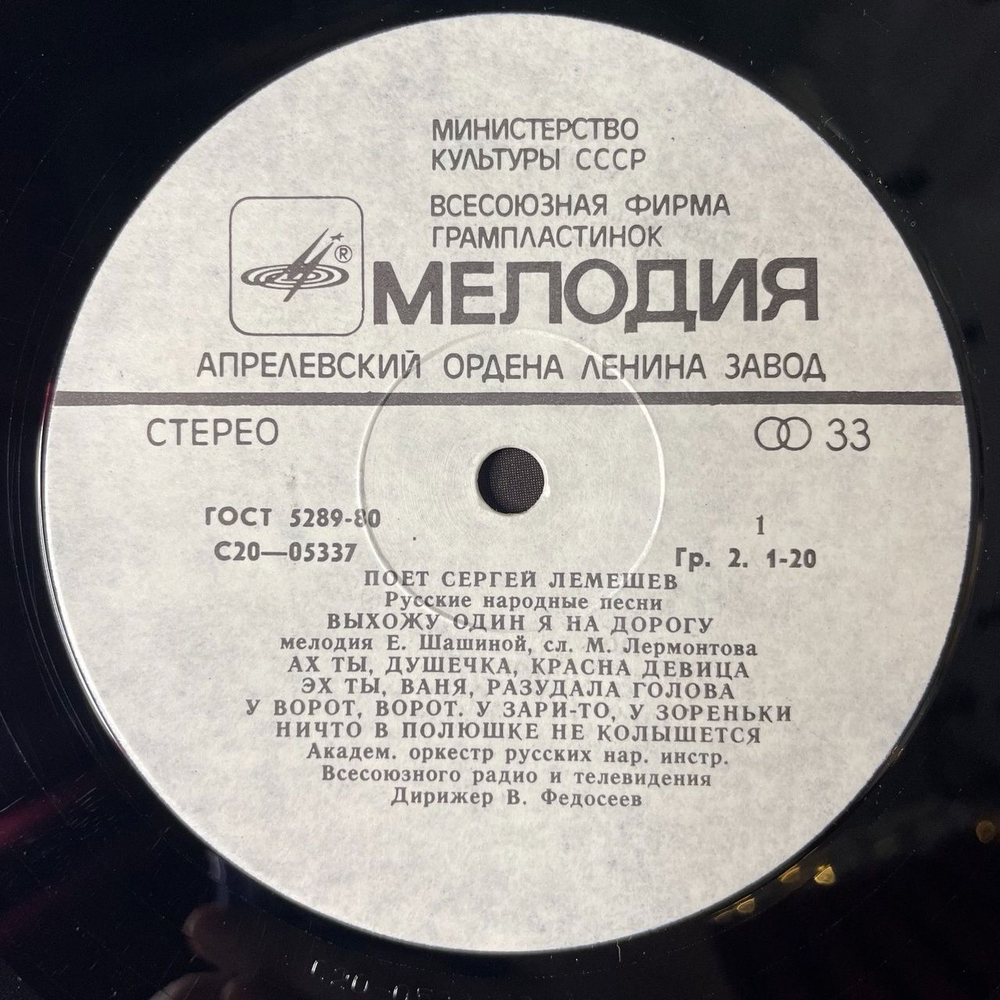 МИНИСТЕРСТВО
КУЛЬТУРЫ СССР
ВСЕСОЮЗНАЯ ФИРМА
ГРАМПЛАСТИНОК
®
МЕЛОДИЯ
АПРЕЛЕВСКИЙ ОРДЕНА ЛЕНИНА ЗАВОД
СТЕРЕО
33
ГОСТ 5289-80
1
С20—05337
Гр. 2. 1-20
ПОЕТ СЕРГЕЙ ЛЕМЕШЕВ
Русские народные песни
ВЫХОЖУ ОДИН Я НА ДОРОГУ
мелодия Е. Шашиной, сл. М. Лермонтова
АХ ТЫ, ДУШЕЧКА, КРАСНА ДЕВИЦА
ЭХ ТЫ, ВАНЯ, РАЗУДАЛА ГОЛОВА
У ВОРОТ, ВОРОТ. У ЗАРИ-ТО, У ЗОРЕНЬКИ
НИЧТО В ПОЛЮШКЕ НЕ КОЛЫШЕТСЯ
Академ. оркестр русских нар. инстр.
Всесоюзного радио и телевидения
Дирижер В. Федосеев